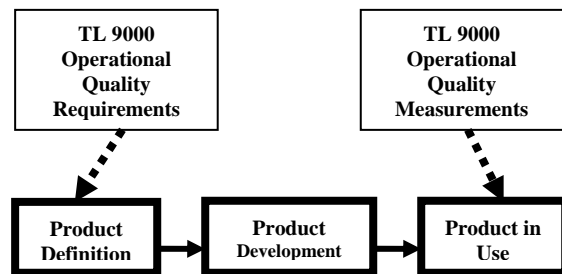 TL 9000
Operational
Quality
Requirements
TL 9000
Operational
Quality
Measurements
Product
Definition
Product
Development
Product in
Use